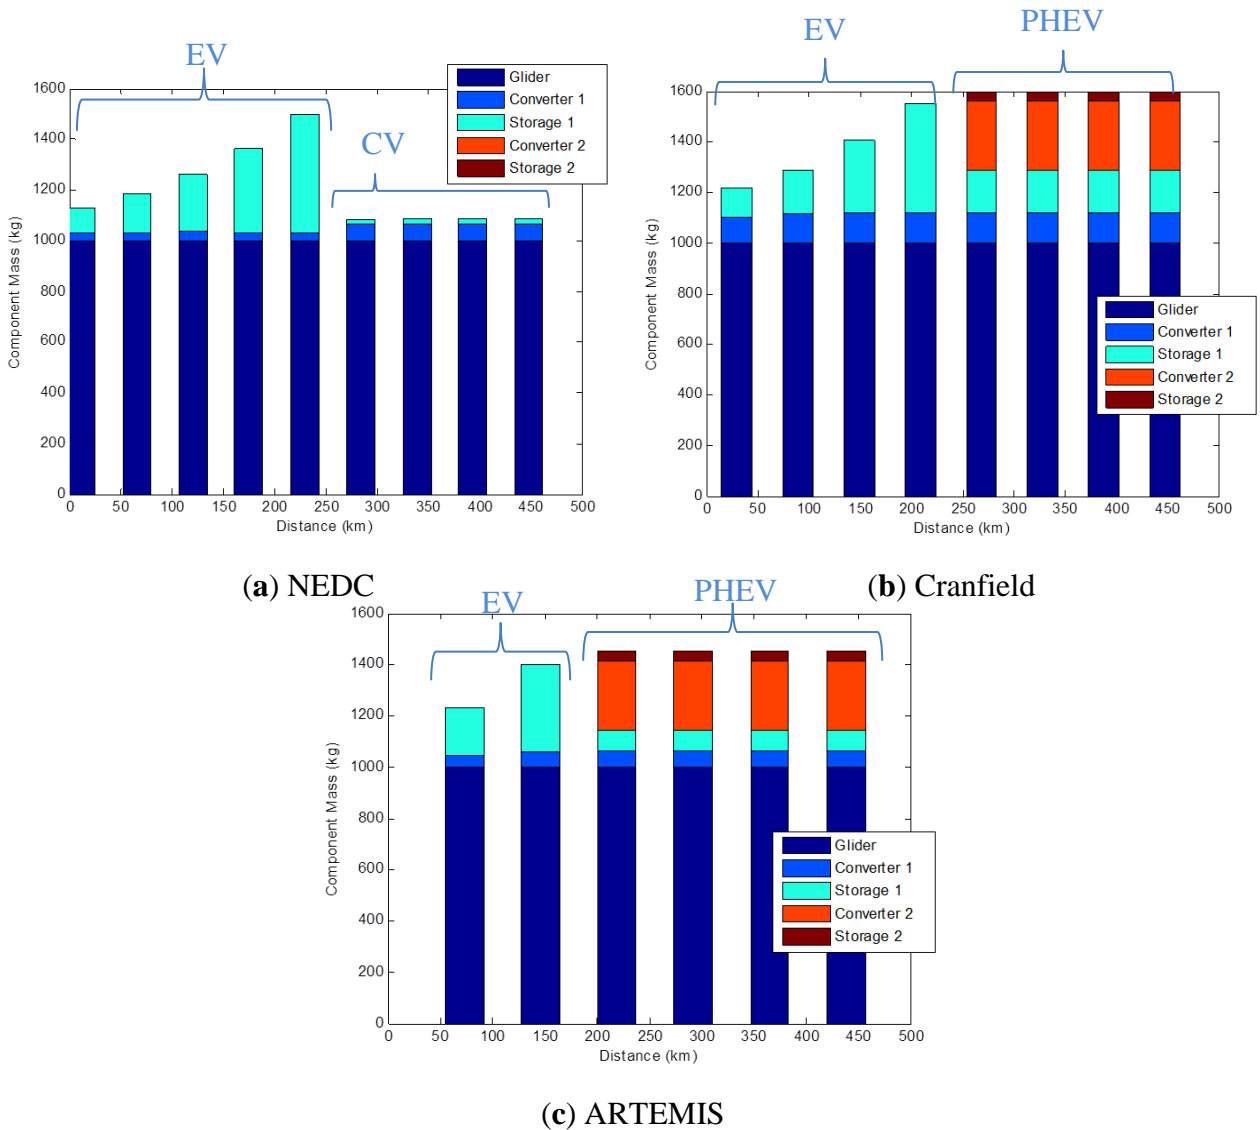 EV
CV
1600
1400
1200
1000
800
600
400
200
0
Component Mass (kg)
0 50 100 150 200 250 300 350 400 450 500
Distance (km)
Glider
Converter 1
Storage 1
Converter 2
Storage 2
(a) NEDC
EV
PHEV
1600
1400
1200
1000
800
600
400
200
0
Component Mass (kg)
0 50 100 150 200 250 300 350 400 450 500
Distance (km)
Glider
Converter 1
Storage 1
Converter 2
Storage 2
(b) Cranfield
EV
PHEV
1600
1400
1200
1000
800
600
400
200
0
Component Mass (kg)
0 50 100 150 200 250 300 350 400 450 500
Distance (km)
Glider
Converter 1
Storage 1
Converter 2
Storage 2
(c) ARTEMIS